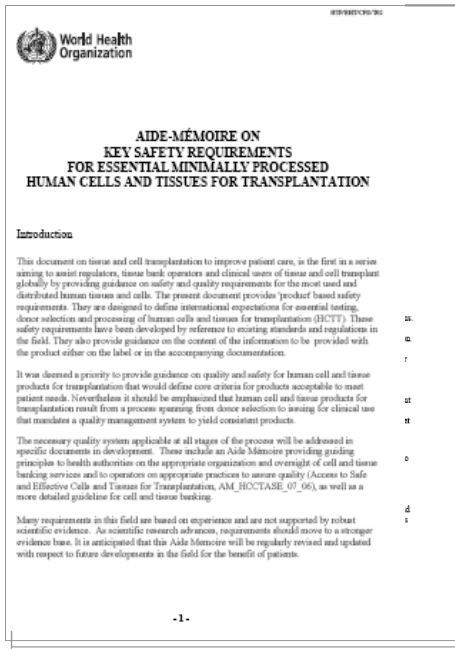 World Health
Organization
AIDE-MÉMOIRE ON
KEY SAFETY REQUIREMENTS
FOR ESSENTIAL MINIMALLY PROCESSED
HUMAN CELLS AND TISSUES FOR TRANSPLANTATION
Introduction
This document on tissue and cell transplantation to improve patient care, is the first in a series
aiming to assist regulators, tissue bank operators and clinical users of tissue and cell transplant
globally by providing guidance on safety and quality requirements for the most used and
distributed human tissues and cells. The present document provides 'product' based safety
requirements. They are designed to define international expectations for essential testing,
donor selection and processing of human cells and tissues for transplantation (HCTT). These
safety requirements have been developed by reference to existing standards and regulations in
the field. They also provide guidance on the content of the information to be provided with
the product either on the label or in the accompanying documentation.
It was deemed a priority to provide guidance on quality and safety for human cell and tissue
products for transplantation that would define core criteria for products acceptable to meet
patient needs. Nevertheless it should be emphasized that human cell and tissue products for
transplantation result from a process spanning from donor selection to issuing for clinical use
that mandates a quality management system to yield consistent products.
The necessary quality system applicable at all stages of the process will be addressed in
specific documents in development. These include an Aide Mémoire providing guiding
principles to health authorities on the appropriate organization and oversight of cell and tissue
banking services and to operators on appropriate practices to assure quality (Access to Safe
and Effective Cells and Tissues for Transplantation, AM_HCCTASE_07_06), as well as a
more detailed guideline for cell and tissue banking.
Many requirements in this field are based on experience and are not supported by robust
scientific evidence. As scientific research advances, requirements should move to a stronger
evidence base. It is anticipated that this Aide Memoire will be regularly revised and updated
with respect to future developments in the field for the benefit of patients.
- 1 -